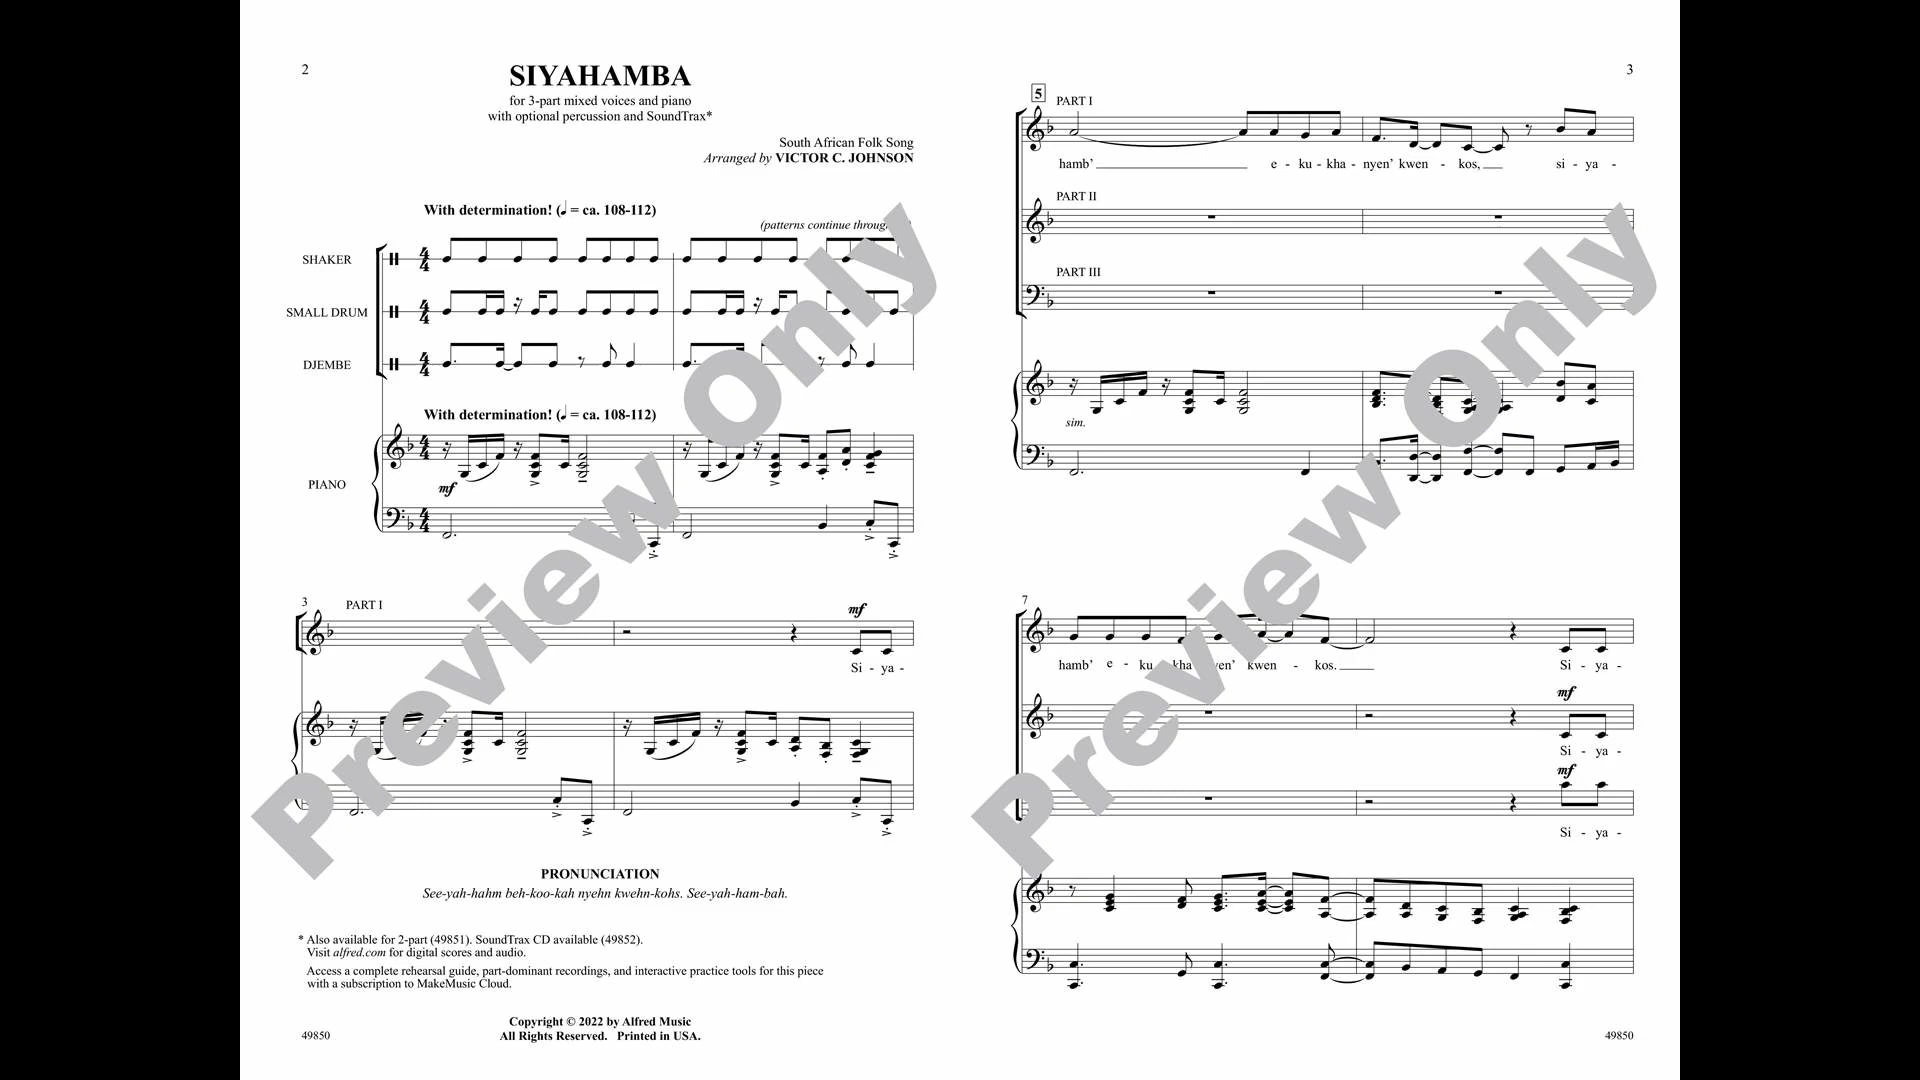 2
SIYAHAMBA
for 3-part mixed voices and piano
with optional percussion and SoundTrax*
South African Folk Song
Arranged by VICTOR C. JOHNSON
With determination! (♩ = ca. 108-112)
(patterns continue throug
SHAKER
SMALL DRUM
DJEMBE
With determination! (♩ = ca. 108-112)
PIANO
mf
3
PART I
mf
Si - ya -
PRONUNCIATION
See-yah-hahm beh-koo-kah nyehn kwehn-kohs. See-yah-ham-bah.
* Also available for 2-part (49851). SoundTrax CD available (49852).
Visit alfred.com for digital scores and audio.
Access a complete rehearsal guide, part-dominant recordings, and interactive practice tools for this piece
with a subscription to MakeMusic Cloud.
Copyright © 2022 by Alfred Music
All Rights Reserved. Printed in USA.
49850
Preview Only
3
5
PART I
hamb' e - ku - kha - nyen' kwen - kos, si - ya -
PART II
PART III
sim.
7
hamb' e - ku kha yen' kwen - kos. Si - ya -
mf
Si - ya -
mf
Si - ya -
49850
Preview Only